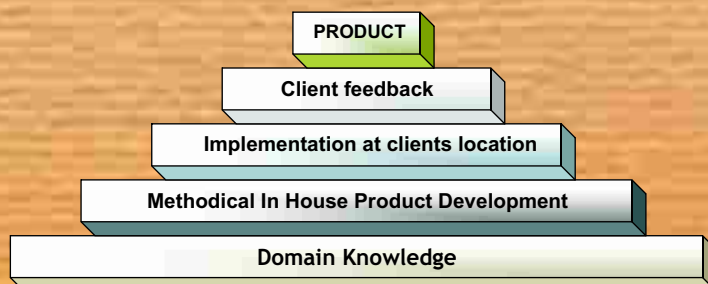 PRODUCT
Client feedback
Implementation at clients location
Methodical In House Product Development
Domain Knowledge